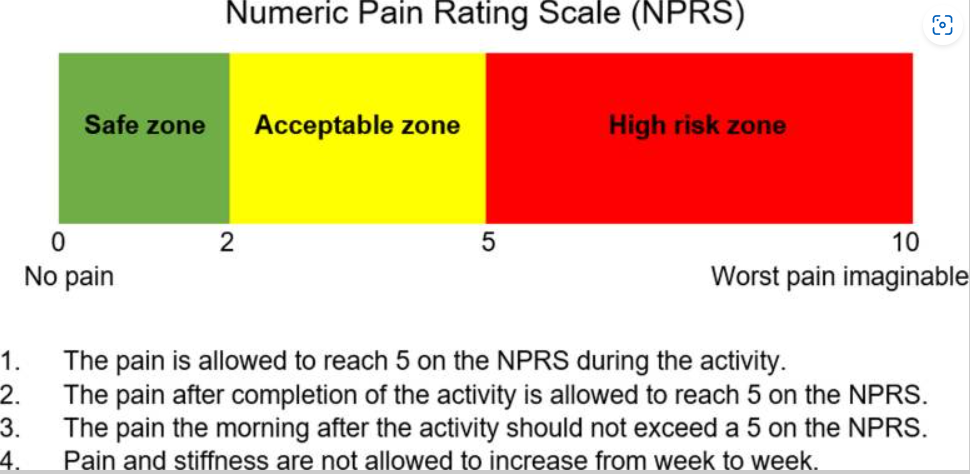 Numeric Pain Rating Scale (NPRS)
Safe zone Acceptable zone High risk zone
0 2 5 10
No pain Worst pain imaginable
1. The pain is allowed to reach 5 on the NPRS during the activity.
2. The pain after completion of the activity is allowed to reach 5 on the NPRS.
3. The pain the morning after the activity should not exceed a 5 on the NPRS.
4. Pain and stiffness are not allowed to increase from week to week.